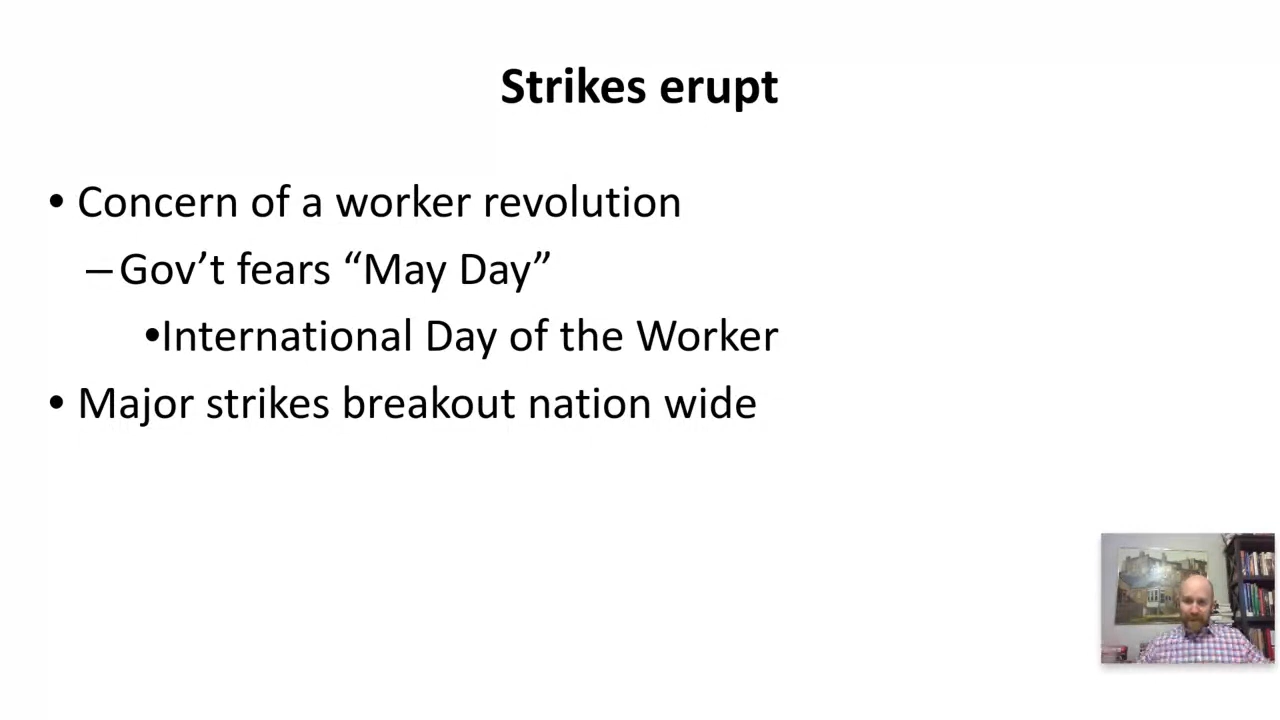 Strikes erupt
• Concern of a worker revolution
– Gov’t fears “May Day”
•International Day of the Worker
• Major strikes breakout nation wide